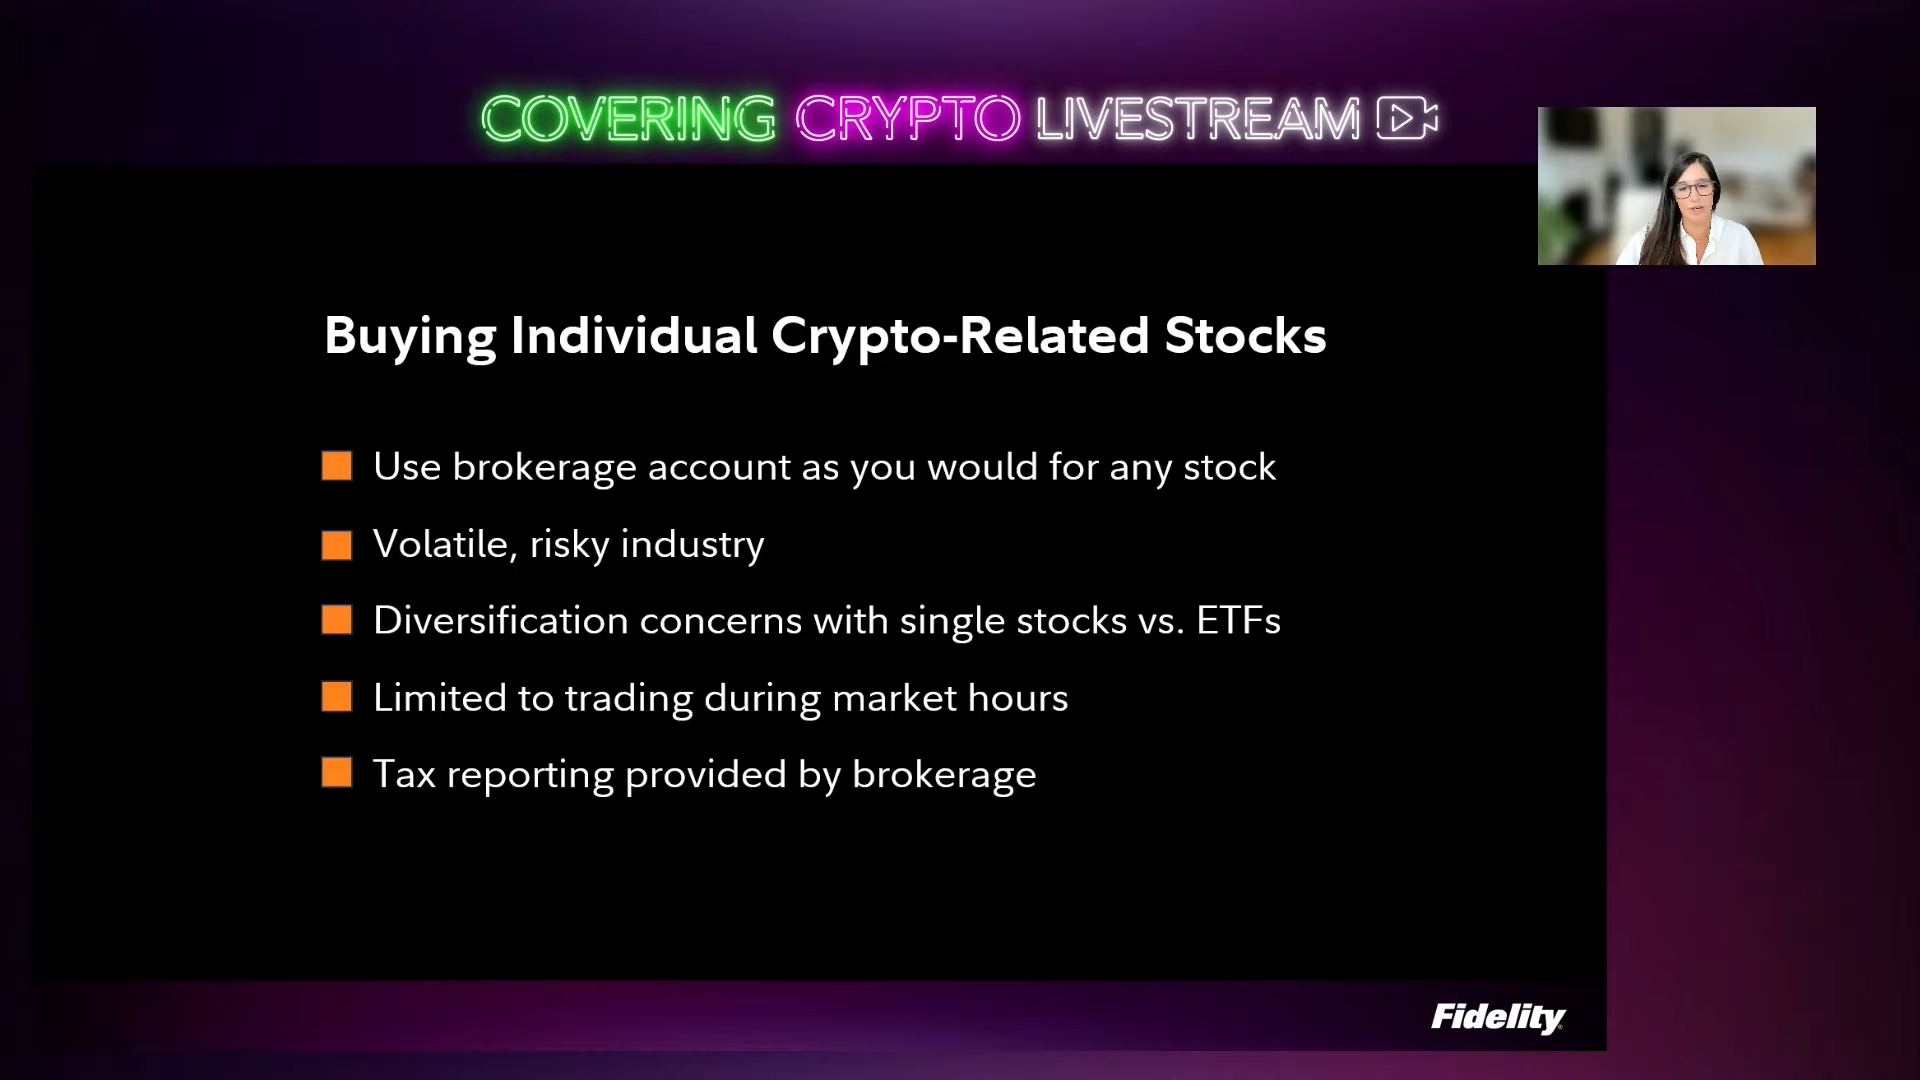 COVERING CRYPTO LIVESTREAM
Buying Individual Crypto-Related Stocks
Use brokerage account as you would for any stock
Volatile, risky industry
Diversification concerns with single stocks vs. ETFs
Limited to trading during market hours
Tax reporting provided by brokerage
Fidelity